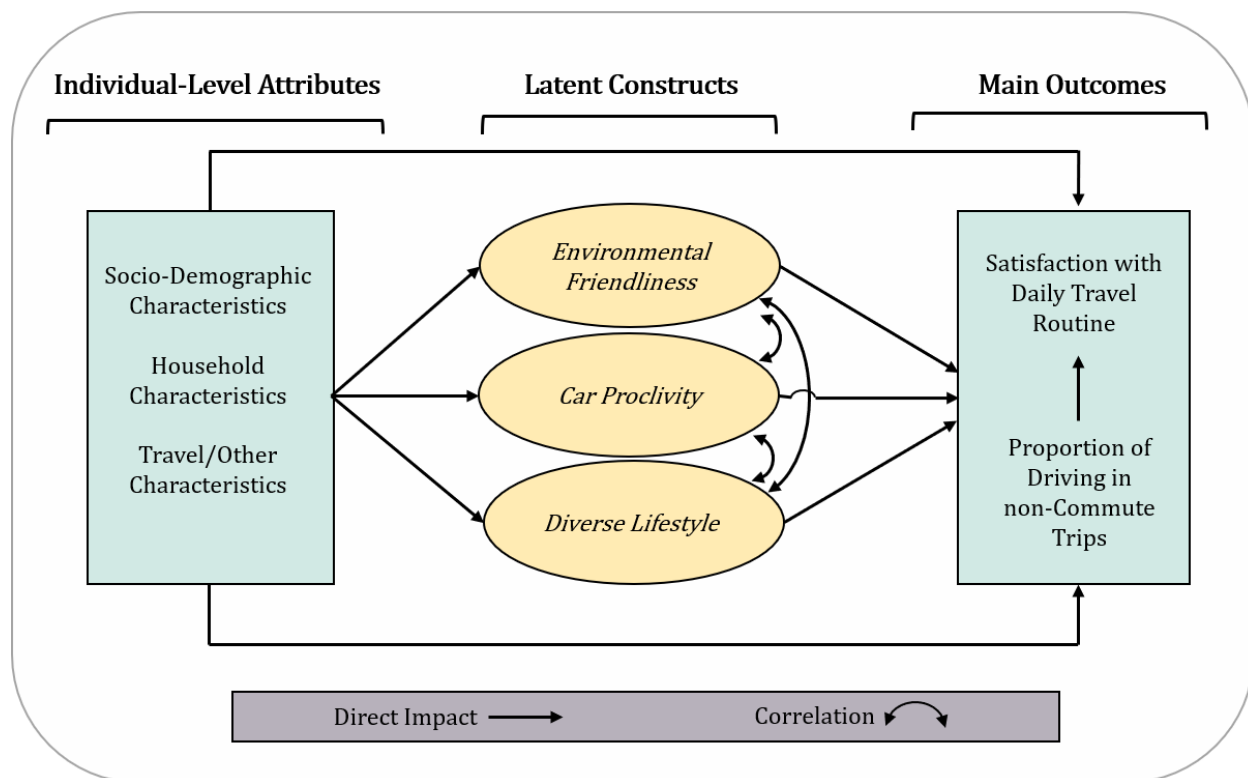 Individual-Level Attributes
Latent Constructs
Main Outcomes
Socio-Demographic
Characteristics
Household
Characteristics
Travel/Other
Characteristics
Environmental
Friendliness
Car Proclivity
Diverse Lifestyle
Satisfaction with
Daily Travel
Routine
Proportion of
Driving in
non-Commute
Trips
Direct Impact
Correlation